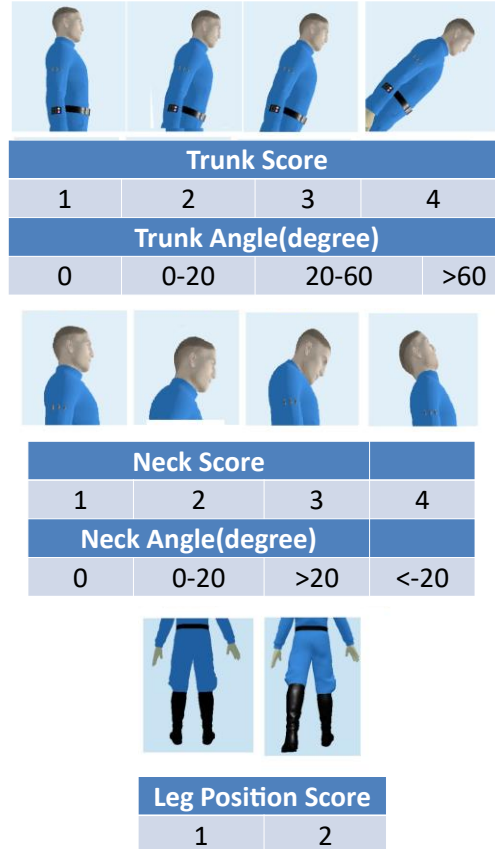 Trunk Score
1 2 3 4
Trunk Angle(degree)
0 0-20 20-60 >60
Neck Score
1 2 3 4
Neck Angle(degree)
0 0-20 >20 <-20
Leg Position Score
1 2